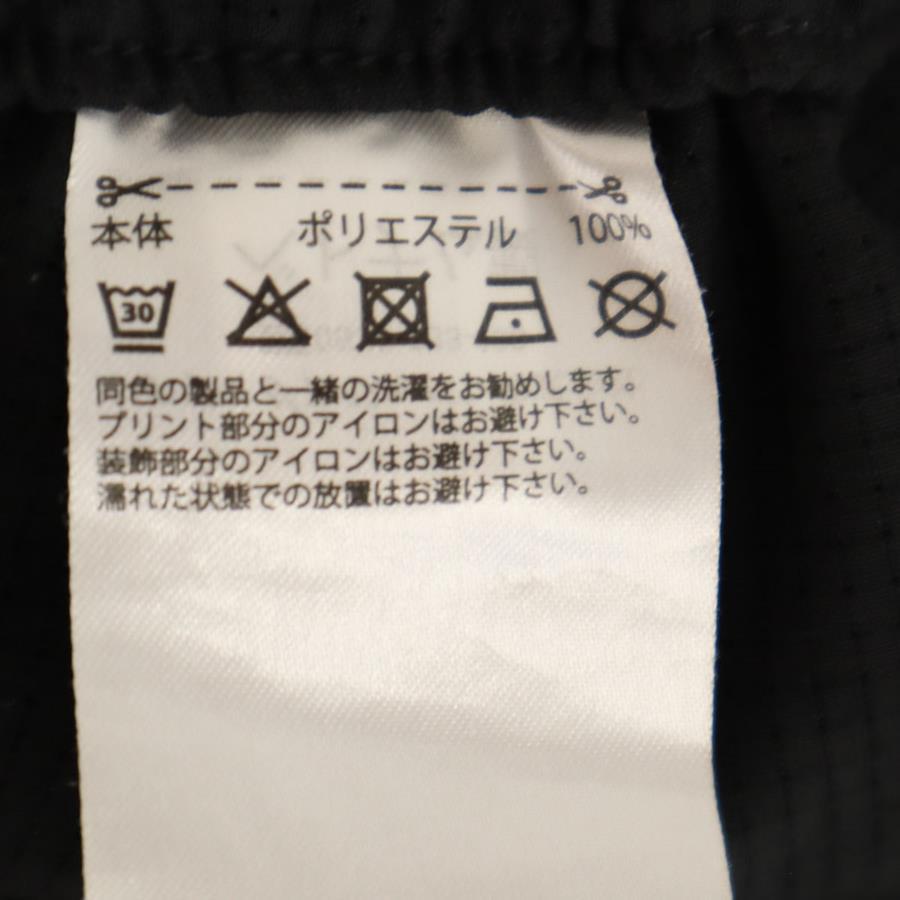 本体 ポリエステル 100%
30
同色の製品と一緒の洗濯をお勧めします。
プリント部分のアイロンはお避け下さい。
装飾部分のアイロンはお避け下さい。
濡れた状態での放置はお避け下さい。